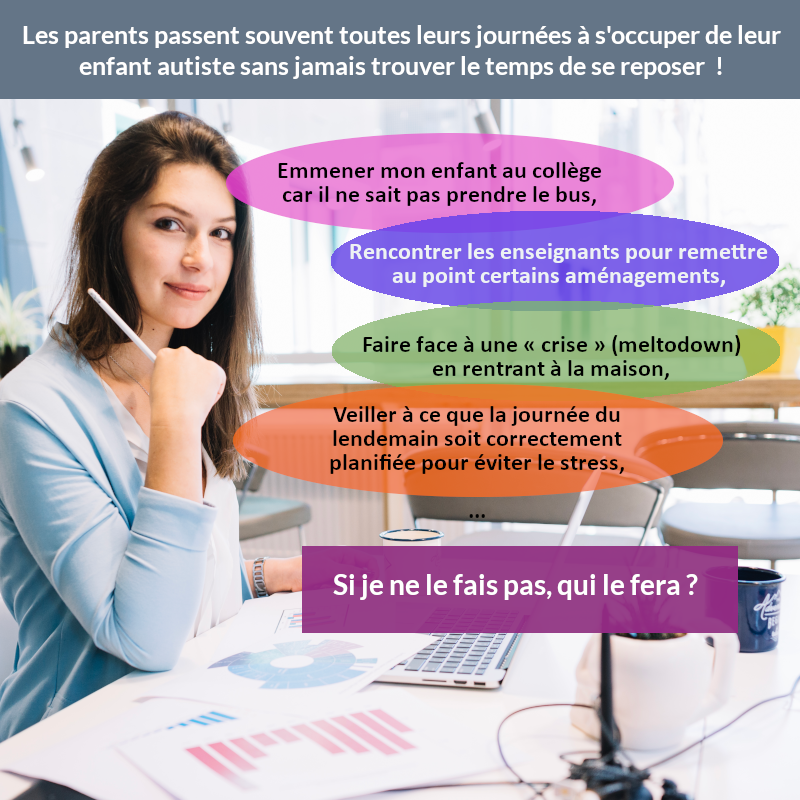 Les parents passent souvent toutes leurs journées à s'occuper de leur
enfant autiste sans jamais trouver le temps de se reposer !
Emmener mon enfant au collège
car il ne sait pas prendre le bus,
Rencontrer les enseignants pour remettre
au point certains aménagements,
Faire face à une « crise » (meltodown)
en rentrant à la maison,
Veiller à ce que la journée du
lendemain soit correctement
planifiée pour éviter le stress,
...
Si je ne le fais pas, qui le fera ?